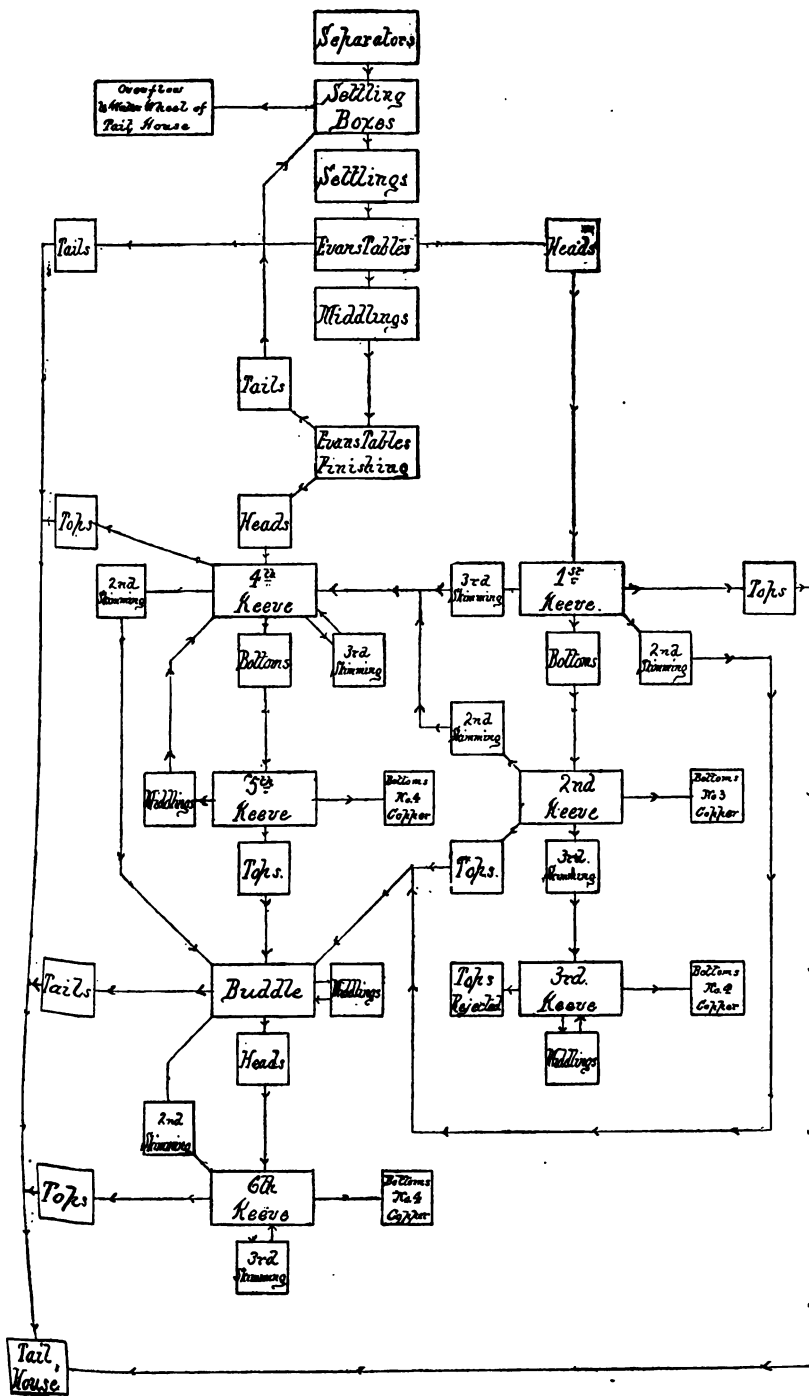 Separators
Overflow
to Water Wheel of
Tail House
Settling
Boxes
Settlings
Tails
Evans Tables
Heads
Middlings
Tails
Evans Tables
Finishing
Heads
Tops
2nd
Skimming
4th
Keeve
3rd
Skimming
1st
Keeve.
Tops
Bottoms
3rd
Skimming
Bottoms
2nd
Skimming
2nd
Skimming
Middlings
5th
Keeve
Bottoms
No.4
Copper
2nd
Keeve
Bottoms
No 3
Copper
Tops.
Tops.
3rd.
Skimming
Tails
Buddle
Middlings
Tops
Rejected
3rd.
Keeve
Bottoms
Copper
Heads
Middlings
2nd
Skimming
Tops
6th
Keeve
Bottoms
No.4
Copper
3rd
Skimming
Tail
House